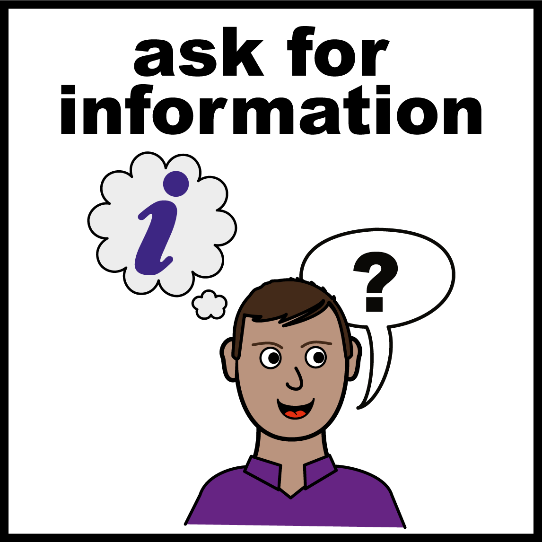 ask for
information
i
?